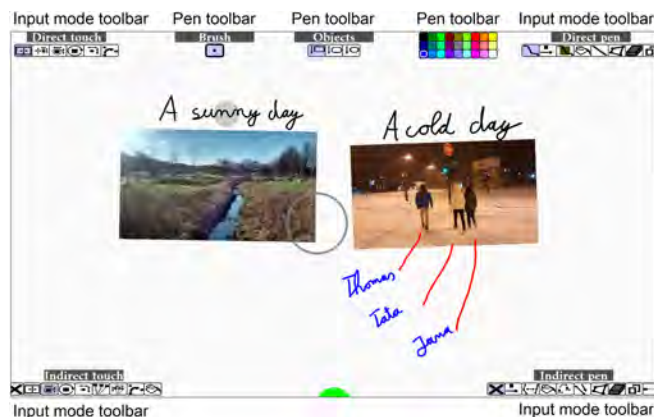 Input mode toolbar Pen toolbar Pen toolbar Pen toolbar Input mode toolbar
Direct touch Brush Objects Direct pen
A sunny day
A cold day
Thomas
Tata
Jana
Indirect touch Indirect pen
Input mode toolbar Input mode toolbar